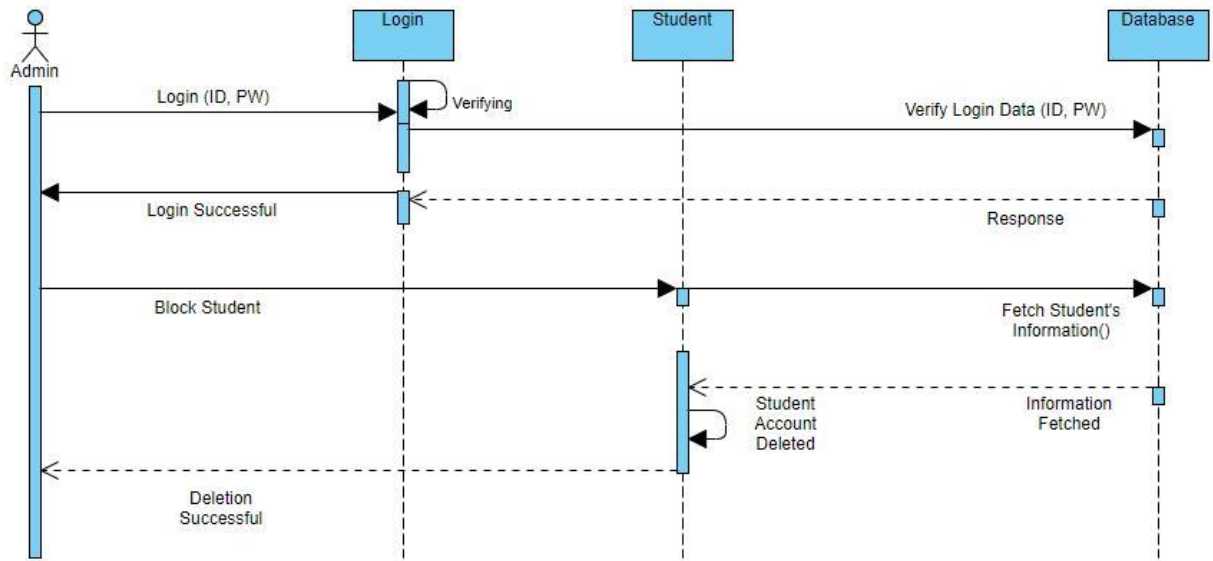 Login
Student
Database
Admin
Login (ID, PW)
Verifying
Verify Login Data (ID, PW)
Login Successful
Response
Block Student
Fetch Student's
Information()
Student
Account
Deleted
Information
Fetched
Deletion
Successful